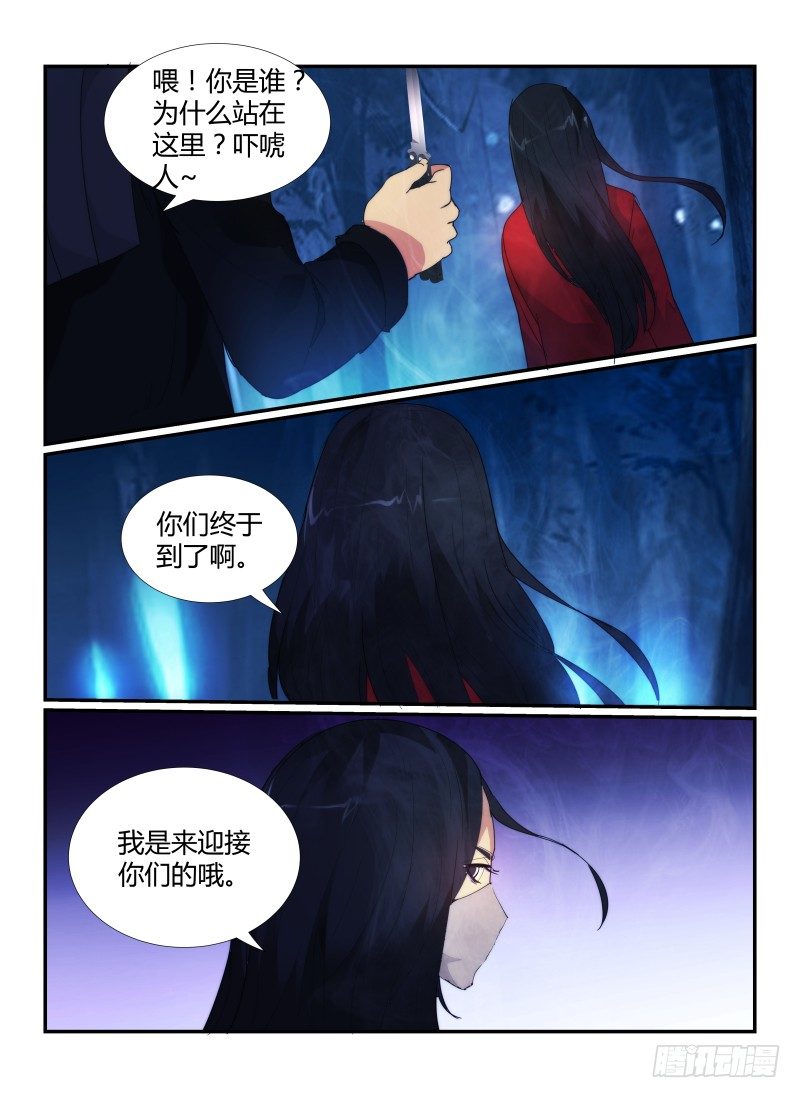 喂！你是谁？
为什么站在
这里？吓唬
人~
你们终于
到了啊。
我是来迎接
你们的哦。
腾讯动漫